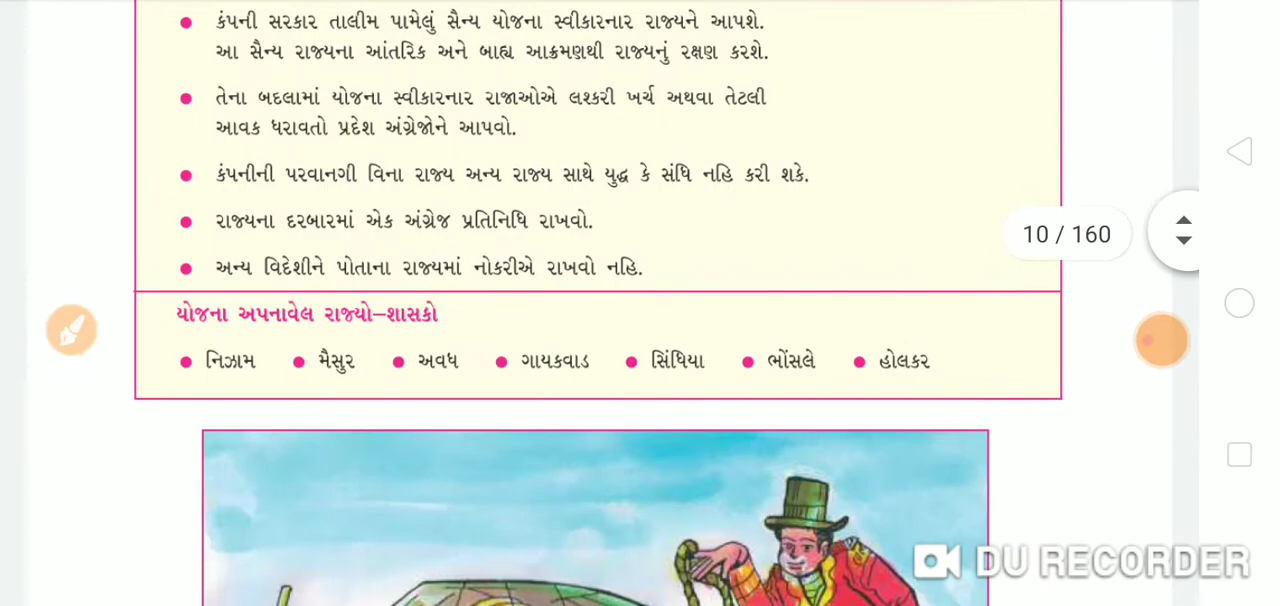 કંપની સરકાર તાલીમ પામેલું સૈન્ય યોજના સ્વીકારનાર રાજ્યને આપશે.
આ સૈન્ય રાજ્યના આંતરિક અને બાહ્ય આક્રમણથી રાજ્યનું રક્ષણ કરશે.
તેના બદલામાં યોજના સ્વીકારનાર રાજાઓએ લશ્કરી ખર્ચ અથવા તેટલી
આવક ધરાવતો પ્રદેશ અંગ્રેજોને આપવો.
કંપનીની પરવાનગી વિના રાજ્ય અન્ય રાજ્ય સાથે યુદ્ધ કે સંધિ નહિ કરી શકે.
રાજ્યના દરબારમાં એક અંગ્રેજ પ્રતિનિધિ રાખવો.
10 / 160
અન્ય વિદેશીને પોતાના રાજ્યમાં નોકરીએ રાખવો નહિ.
યોજના અપનાવેલ રાજ્યો–શાસકો
નિઝામ મૈસુર અવધ ગાયકવાડ સિંધિયા ભોંસલે હોલકર
DU RECORDER